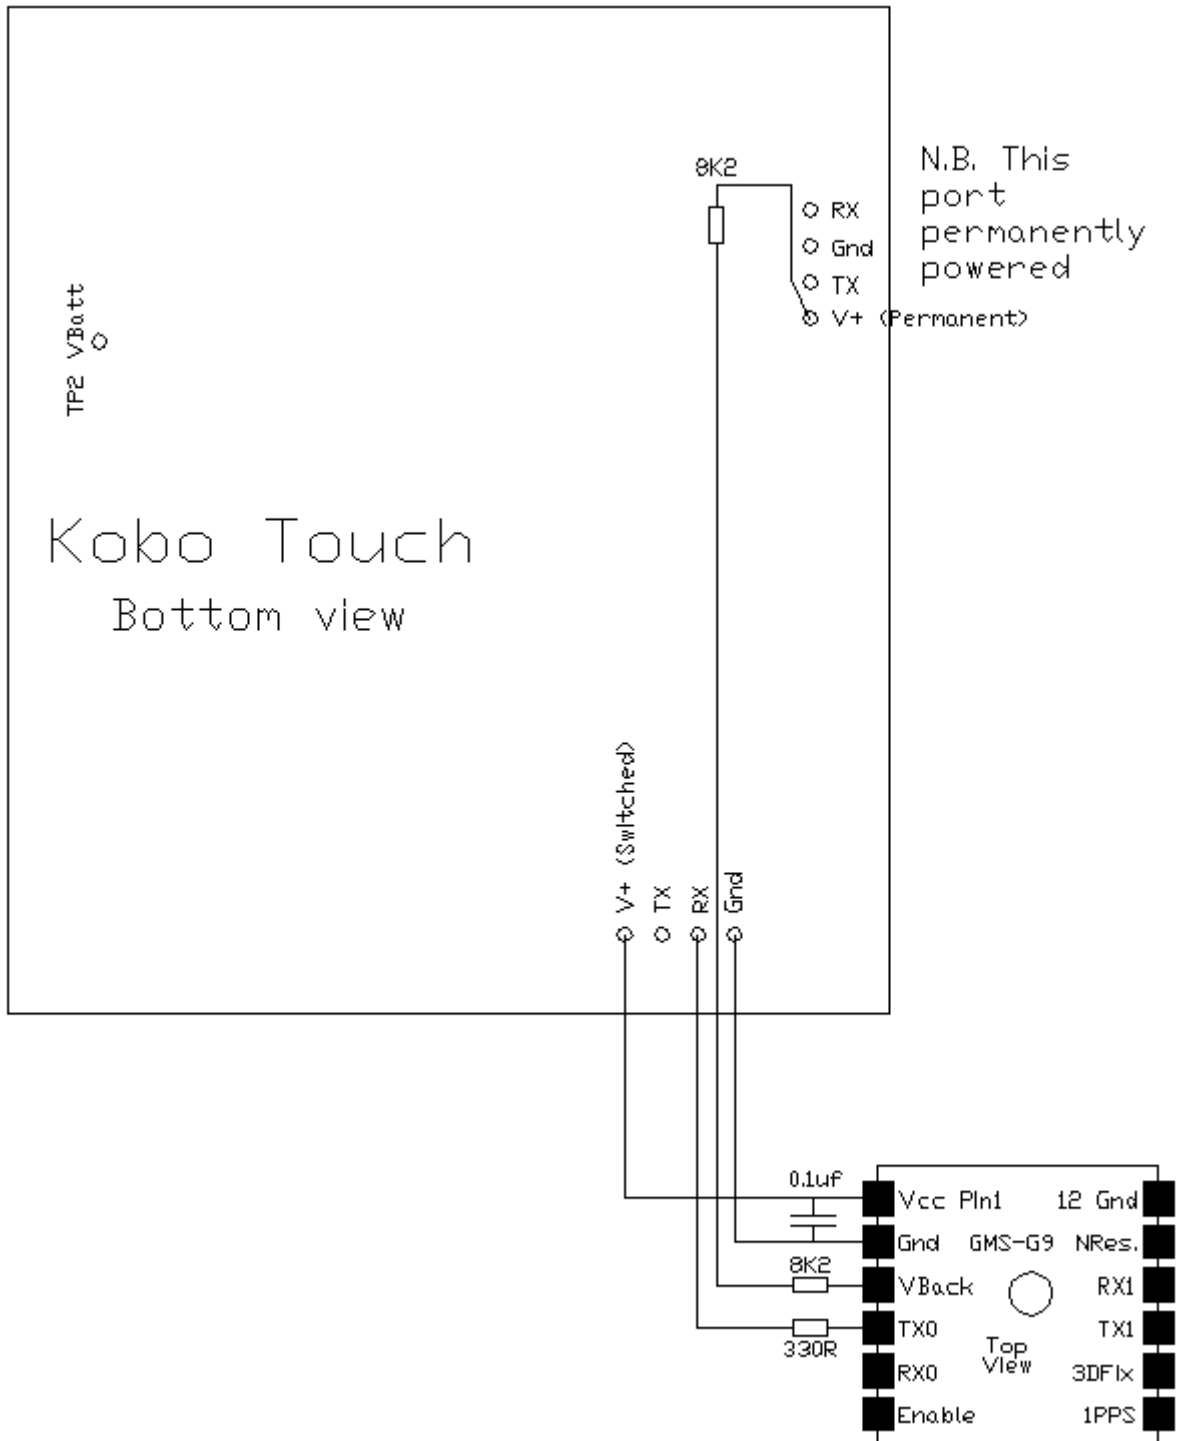 8K2
N.B. This
port
permanently
powered
RX
Gnd
TX
V+ (Permanent)
TP2 VBatt
Kobo Touch
Bottom view
V+ (Switched)
TX
RX
Gnd
0.1uf
Vcc Pin1 12 Gnd
Gnd GMS-G9 NRes.
8K2
VBack RX1
TX0 TX1
330R
Top
View
RX0 3DFix
Enable 1PPS